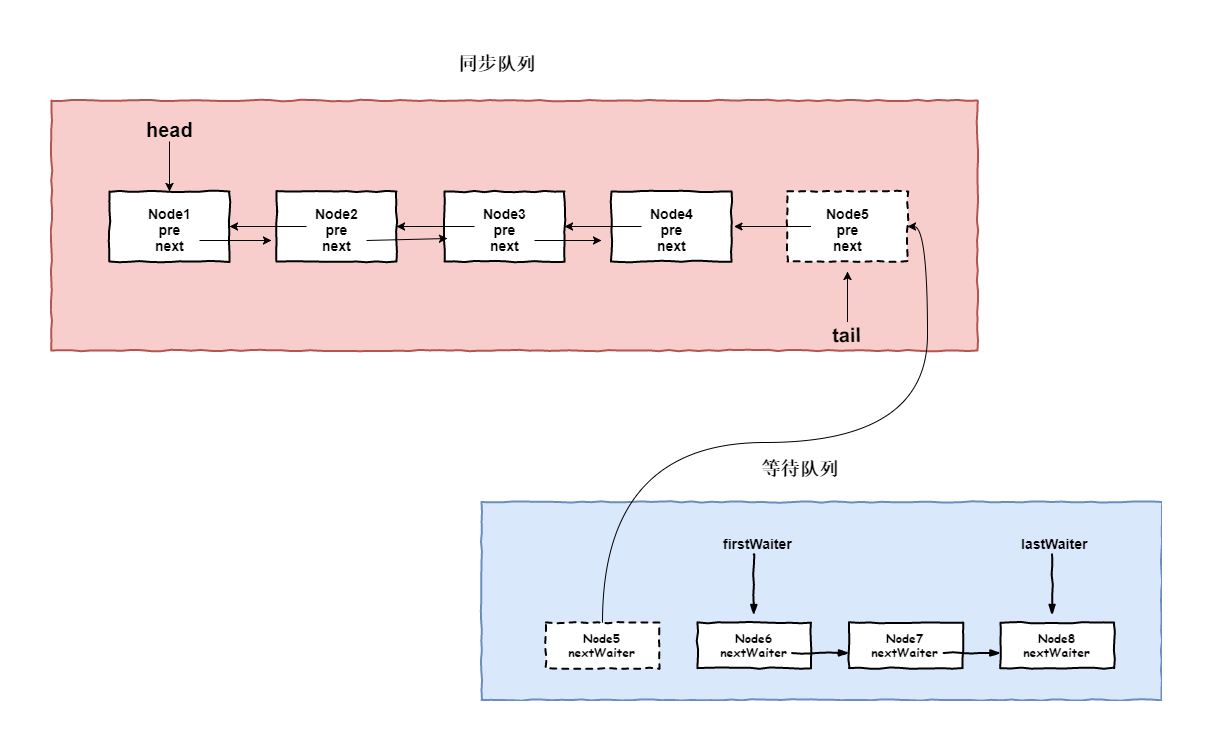 同步队列
head
Node1
pre
next
Node2
pre
next
Node3
pre
next
Node4
pre
next
Node5
pre
next
tail
等待队列
firstWaiter
lastWaiter
Node5
nextWaiter
Node6
nextWaiter
Node7
nextWaiter
Node8
nextWaiter